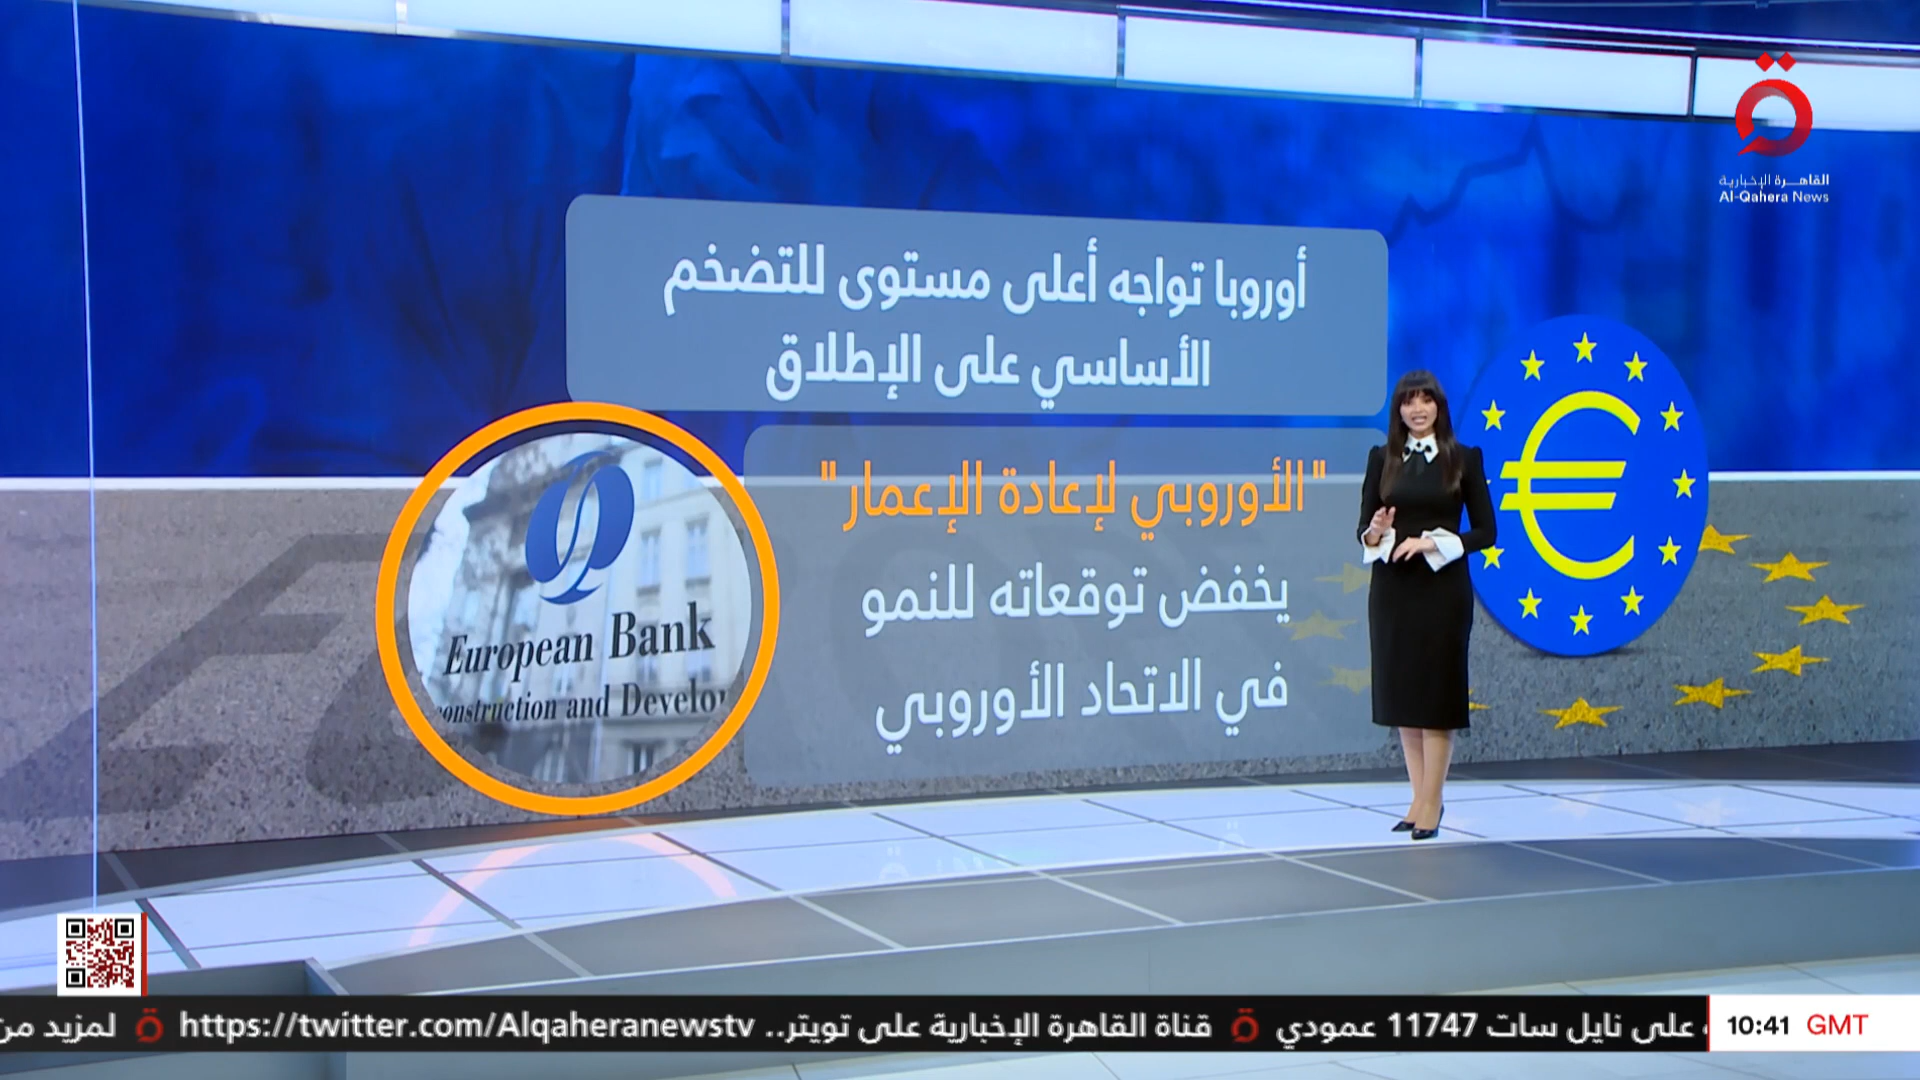 القاهرة الإخبارية
Al-Qahera News
أوروبا تواجه أعلى مستوى للتضخم
الأساسي على الإطلاق
"الأوروبي لإعادة الإعمار"
يخفض توقعاته للنمو
في الاتحاد الأوروبي
European Bank
construction and Develo
€
على نايل سات 11747 عمودي قناة القاهرة الإخبارية على تويتر.. https://twitter.com/Alqaheranewstv لمزيد من
10:41 GMT